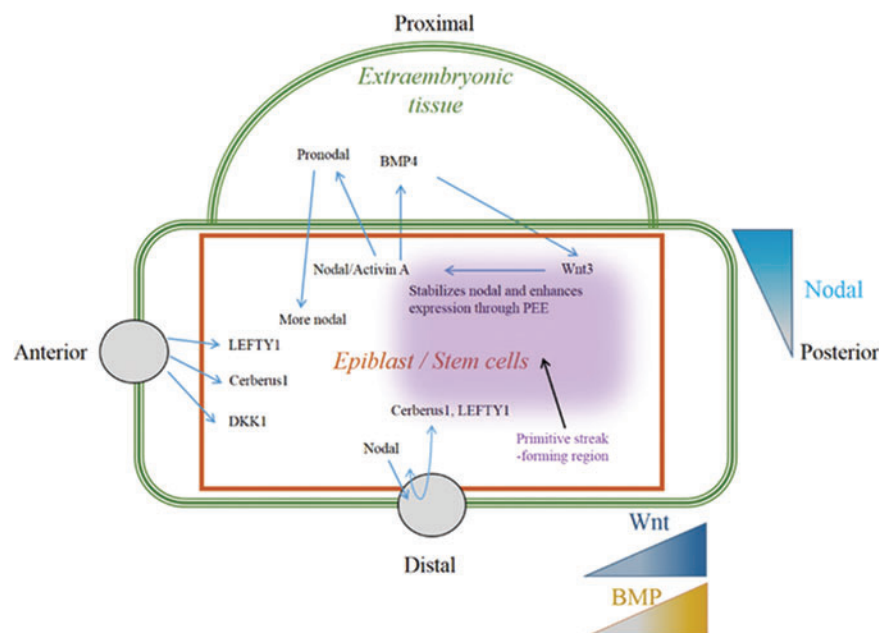 Proximal
Extraembryonic
tissue
Pronodal
BMP4
Nodal/Activin A
Wnt3
Stabilizes nodal and enhances
expression through PEE
More nodal
Nodal
Anterior
LEFTY1
Posterior
Epiblast / Stem cells
Cerberus1
DKK1
Cerberus1, LEFTY1
Primitive streak
-forming region
Nodal
Distal
Wnt
BMP